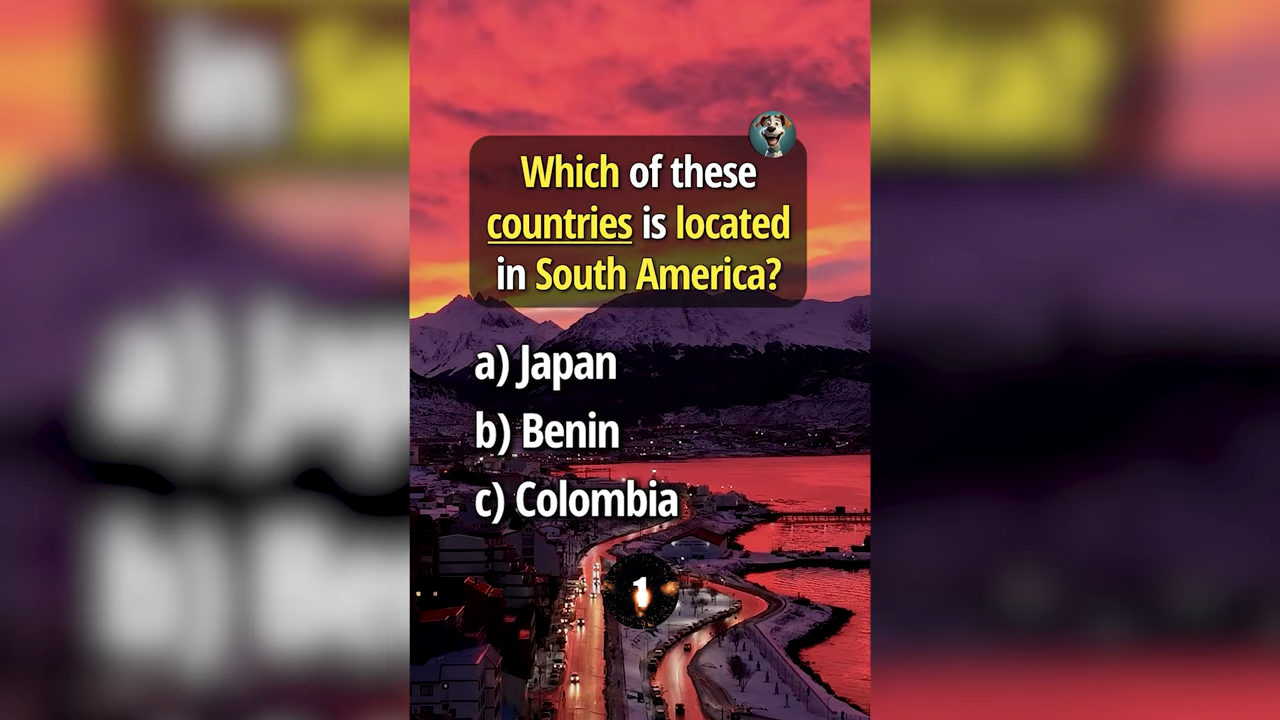 Which of these
countries is located
in South America?
a) Japan
b) Benin
c) Colombia
1